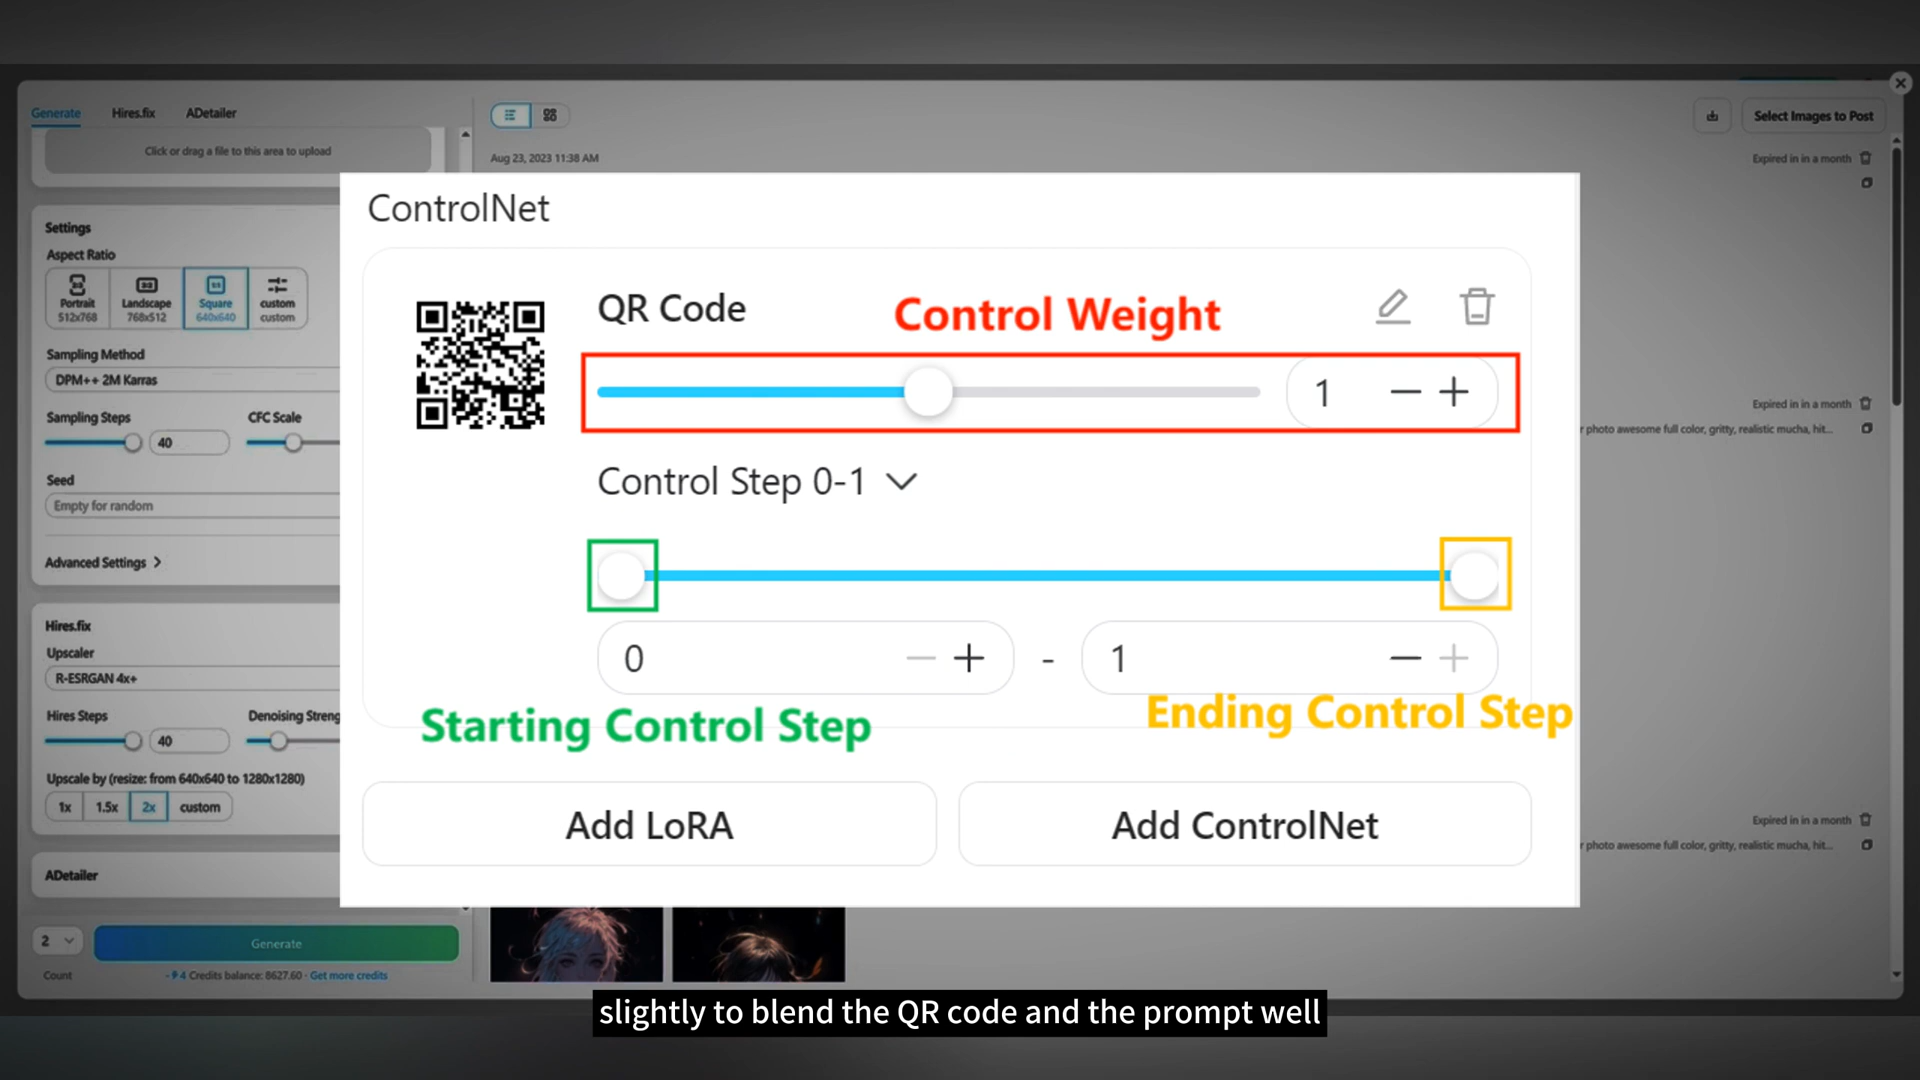 Generate
Hires.fix
ADetailer
Click or drag a file to this area to upload
Aug 23, 2023 11:38 AM
Select Images to Post
Expired in in a month
Settings
Aspect Ratio
Portrait
512x768
Landscape
768x512
Square
640x640
custom
custom
Sampling Method
DPM++ 2M Karras
Sampling Steps
CFC Scale
40
Seed
Empty for random
Advanced Settings
Hires.fix
Upscaler
R-ESRGAN 4x+
Hires Steps
Denoising Streng
40
Upscale by (resize: from 640x640 to 1280x1280)
1x
1.5x
2x
custom
ADetailer
2
Generate
Count
-4 Credits balance: 8627.60 · Get more credits
ControlNet
QR Code
Control Weight
1
Control Step 0-1
0
-
1
Starting Control Step
Ending Control Step
Add LoRA
Add ControlNet
Expired in in a month
r photo awesome full color, gritty, realistic mucha, hit...
Expired in in a month
r photo awesome full color, gritty, realistic mucha, hit...
slightly to blend the QR code and the prompt well